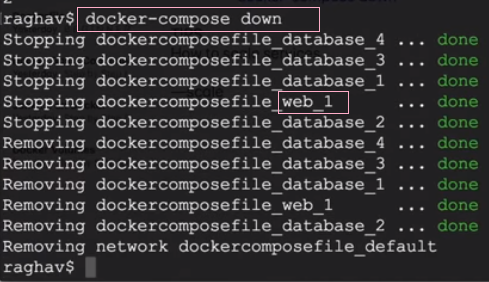 raghav$ docker-compose down
Stopping dockercomposefile_database_4 ... done
Stopping dockercomposefile_database_3 ... done
Stopping dockercomposefile_database_1 ... done
Stopping dockercomposefile_web_1 ... done
Stopping dockercomposefile_database_2 ... done
Removing dockercomposefile_database_4 ... done
Removing dockercomposefile_database_3 ... done
Removing dockercomposefile_database_1 ... done
Removing dockercomposefile_web_1 ... done
Removing dockercomposefile_database_2 ... done
Removing network dockercomposefile_default
raghav$